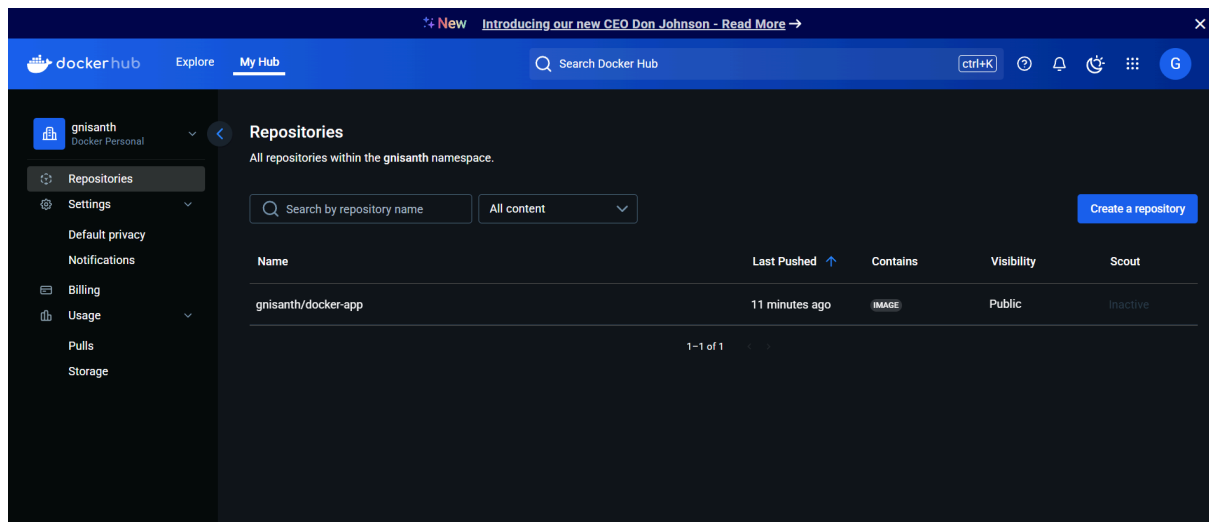 New Introducing our new CEO Don Johnson - Read More →
dockerhub Explore My Hub Search Docker Hub ctrl+K G
gnisanth
Docker Personal
Repositories
Settings
Default privacy
Notifications
Billing
Usage
Pulls
Storage
Repositories
All repositories within the gnisanth namespace.
Search by repository name All content Create a repository
Name Last Pushed ↑ Contains Visibility Scout
gnisanth/docker-app 11 minutes ago IMAGE Public Inactive
1–1 of 1